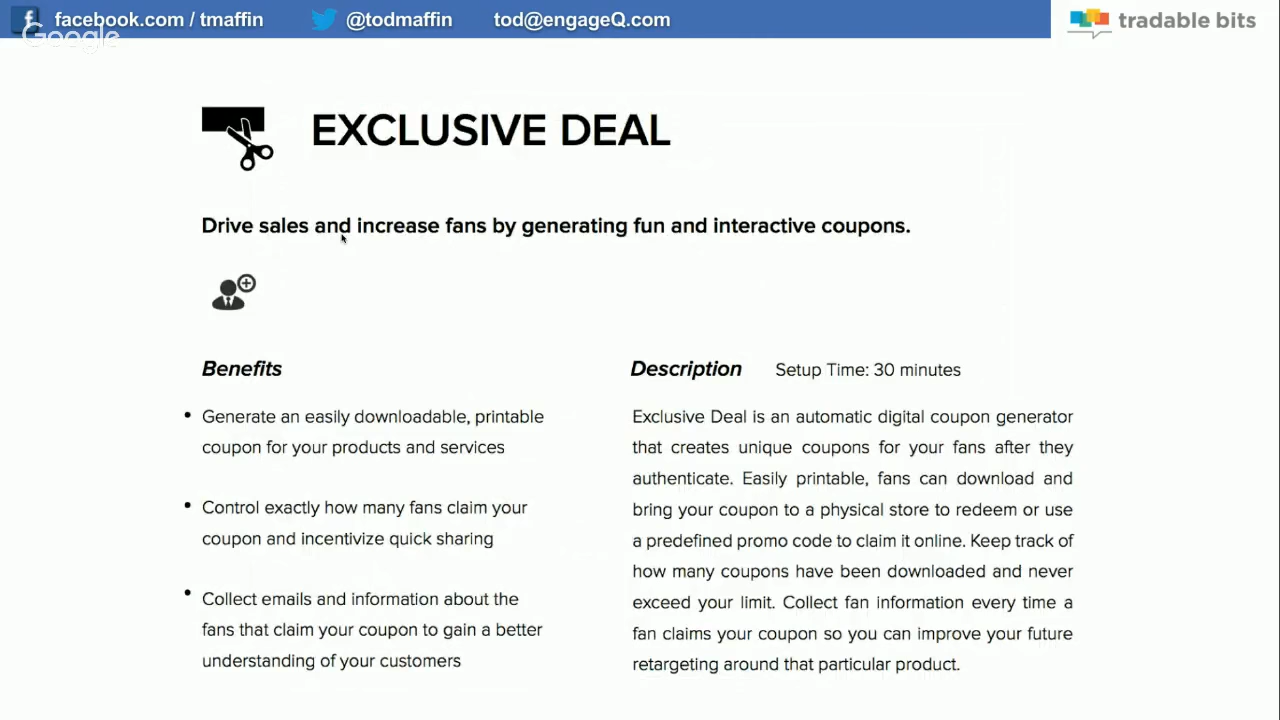 facebook.com / tmaffin
@todmaffin
tod@engageQ.com
tradable bits
Google
EXCLUSIVE DEAL
Drive sales and increase fans by generating fun and interactive coupons.
Benefits
• Generate an easily downloadable, printable
coupon for your products and services
• Control exactly how many fans claim your
coupon and incentivize quick sharing
• Collect emails and information about the
fans that claim your coupon to gain a better
understanding of your customers
Description
Setup Time: 30 minutes
Exclusive Deal is an automatic digital coupon generator
that creates unique coupons for your fans after they
authenticate. Easily printable, fans can download and
bring your coupon to a physical store to redeem or use
a predefined promo code to claim it online. Keep track of
how many coupons have been downloaded and never
exceed your limit. Collect fan information every time a
fan claims your coupon so you can improve your future
retargeting around that particular product.